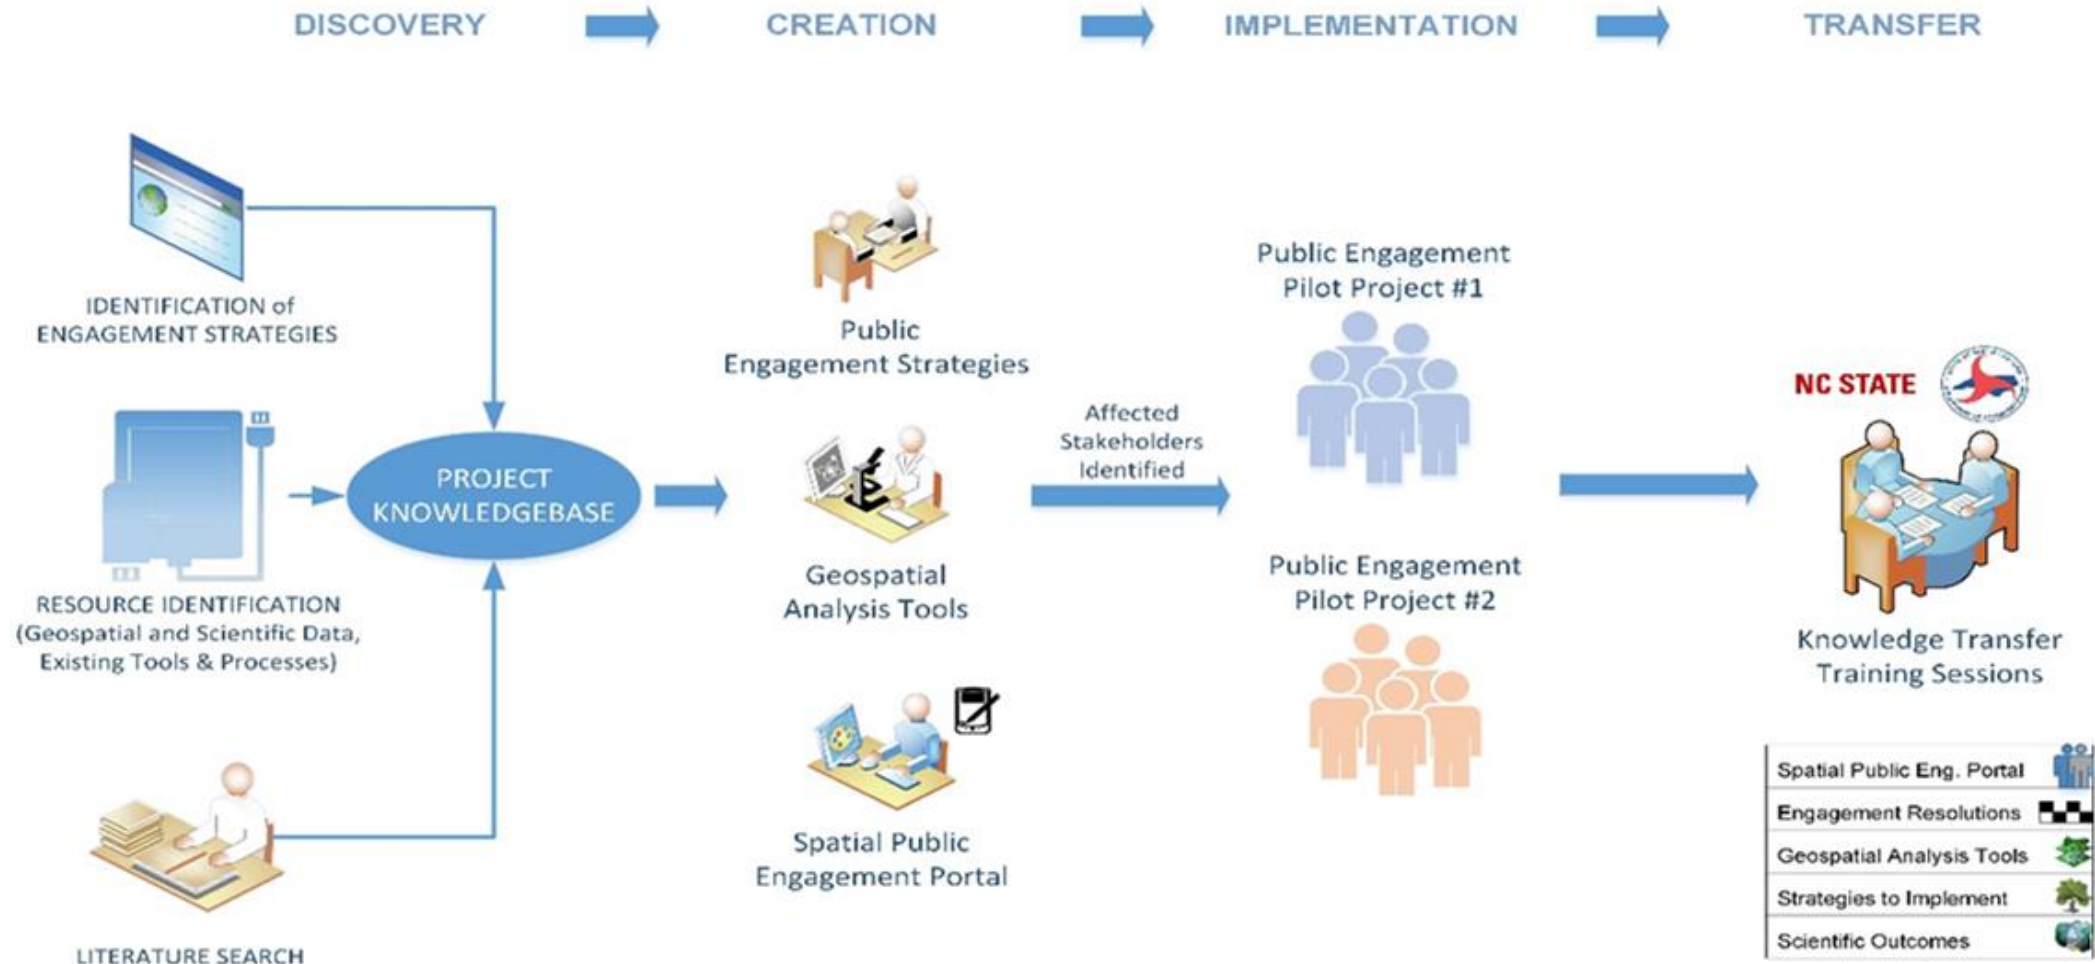 DISCOVERY
CREATION
IMPLEMENTATION
TRANSFER
IDENTIFICATION of
ENGAGEMENT STRATEGIES
RESOURCE IDENTIFICATION
(Geospatial and Scientific Data,
Existing Tools & Processes)
LITERATURE SEARCH
PROJECT
KNOWLEDGEBASE
Public
Engagement Strategies
Geospatial
Analysis Tools
Spatial Public
Engagement Portal
Affected
Stakeholders
Identified
Public Engagement
Pilot Project #1
Public Engagement
Pilot Project #2
NC STATE
Knowledge Transfer
Training Sessions
Spatial Public Eng. Portal
Engagement Resolutions
Geospatial Analysis Tools
Strategies to Implement
Scientific Outcomes